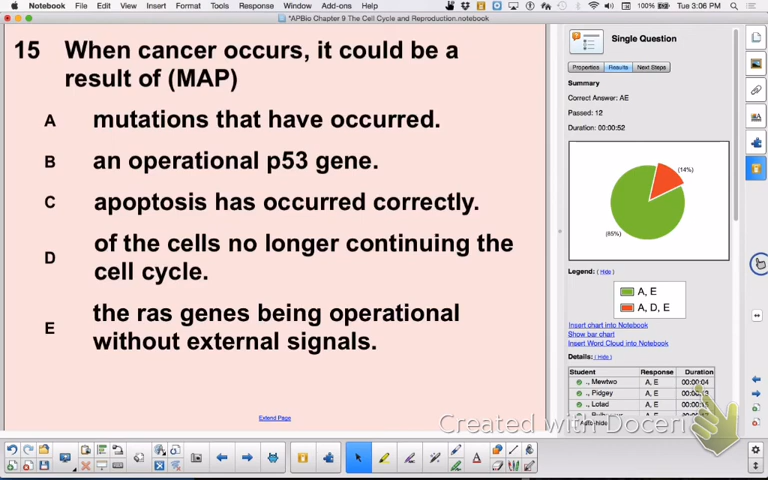 Notebook File Edit View Insert Format Tools Response Window Add-ons Help 100% Tue 3:06 PM
*APBio Chapter 9 The Cell Cycle and Reproduction.notebook
15 When cancer occurs, it could be a
result of (MAP)
A mutations that have occurred.
B an operational p53 gene.
C apoptosis has occurred correctly.
D of the cells no longer continuing the
cell cycle.
E the ras genes being operational
without external signals.
Extend Page
Single Question
Properties Results Next Steps
Summary
Correct Answer: AE
Passed: 12
Duration: 00:00:52
(14%)
(85%)
Legend: (Hide)
A, E
A, D, E
Insert chart into Notebook
Show bar chart
Insert Word Cloud into Notebook
Details: (Hide)
Student Response Duration
., Mewtwo A, E 00:00:04
., Pidgey A, E
., Lotad A, E
Auto-hide
Created with Doceri